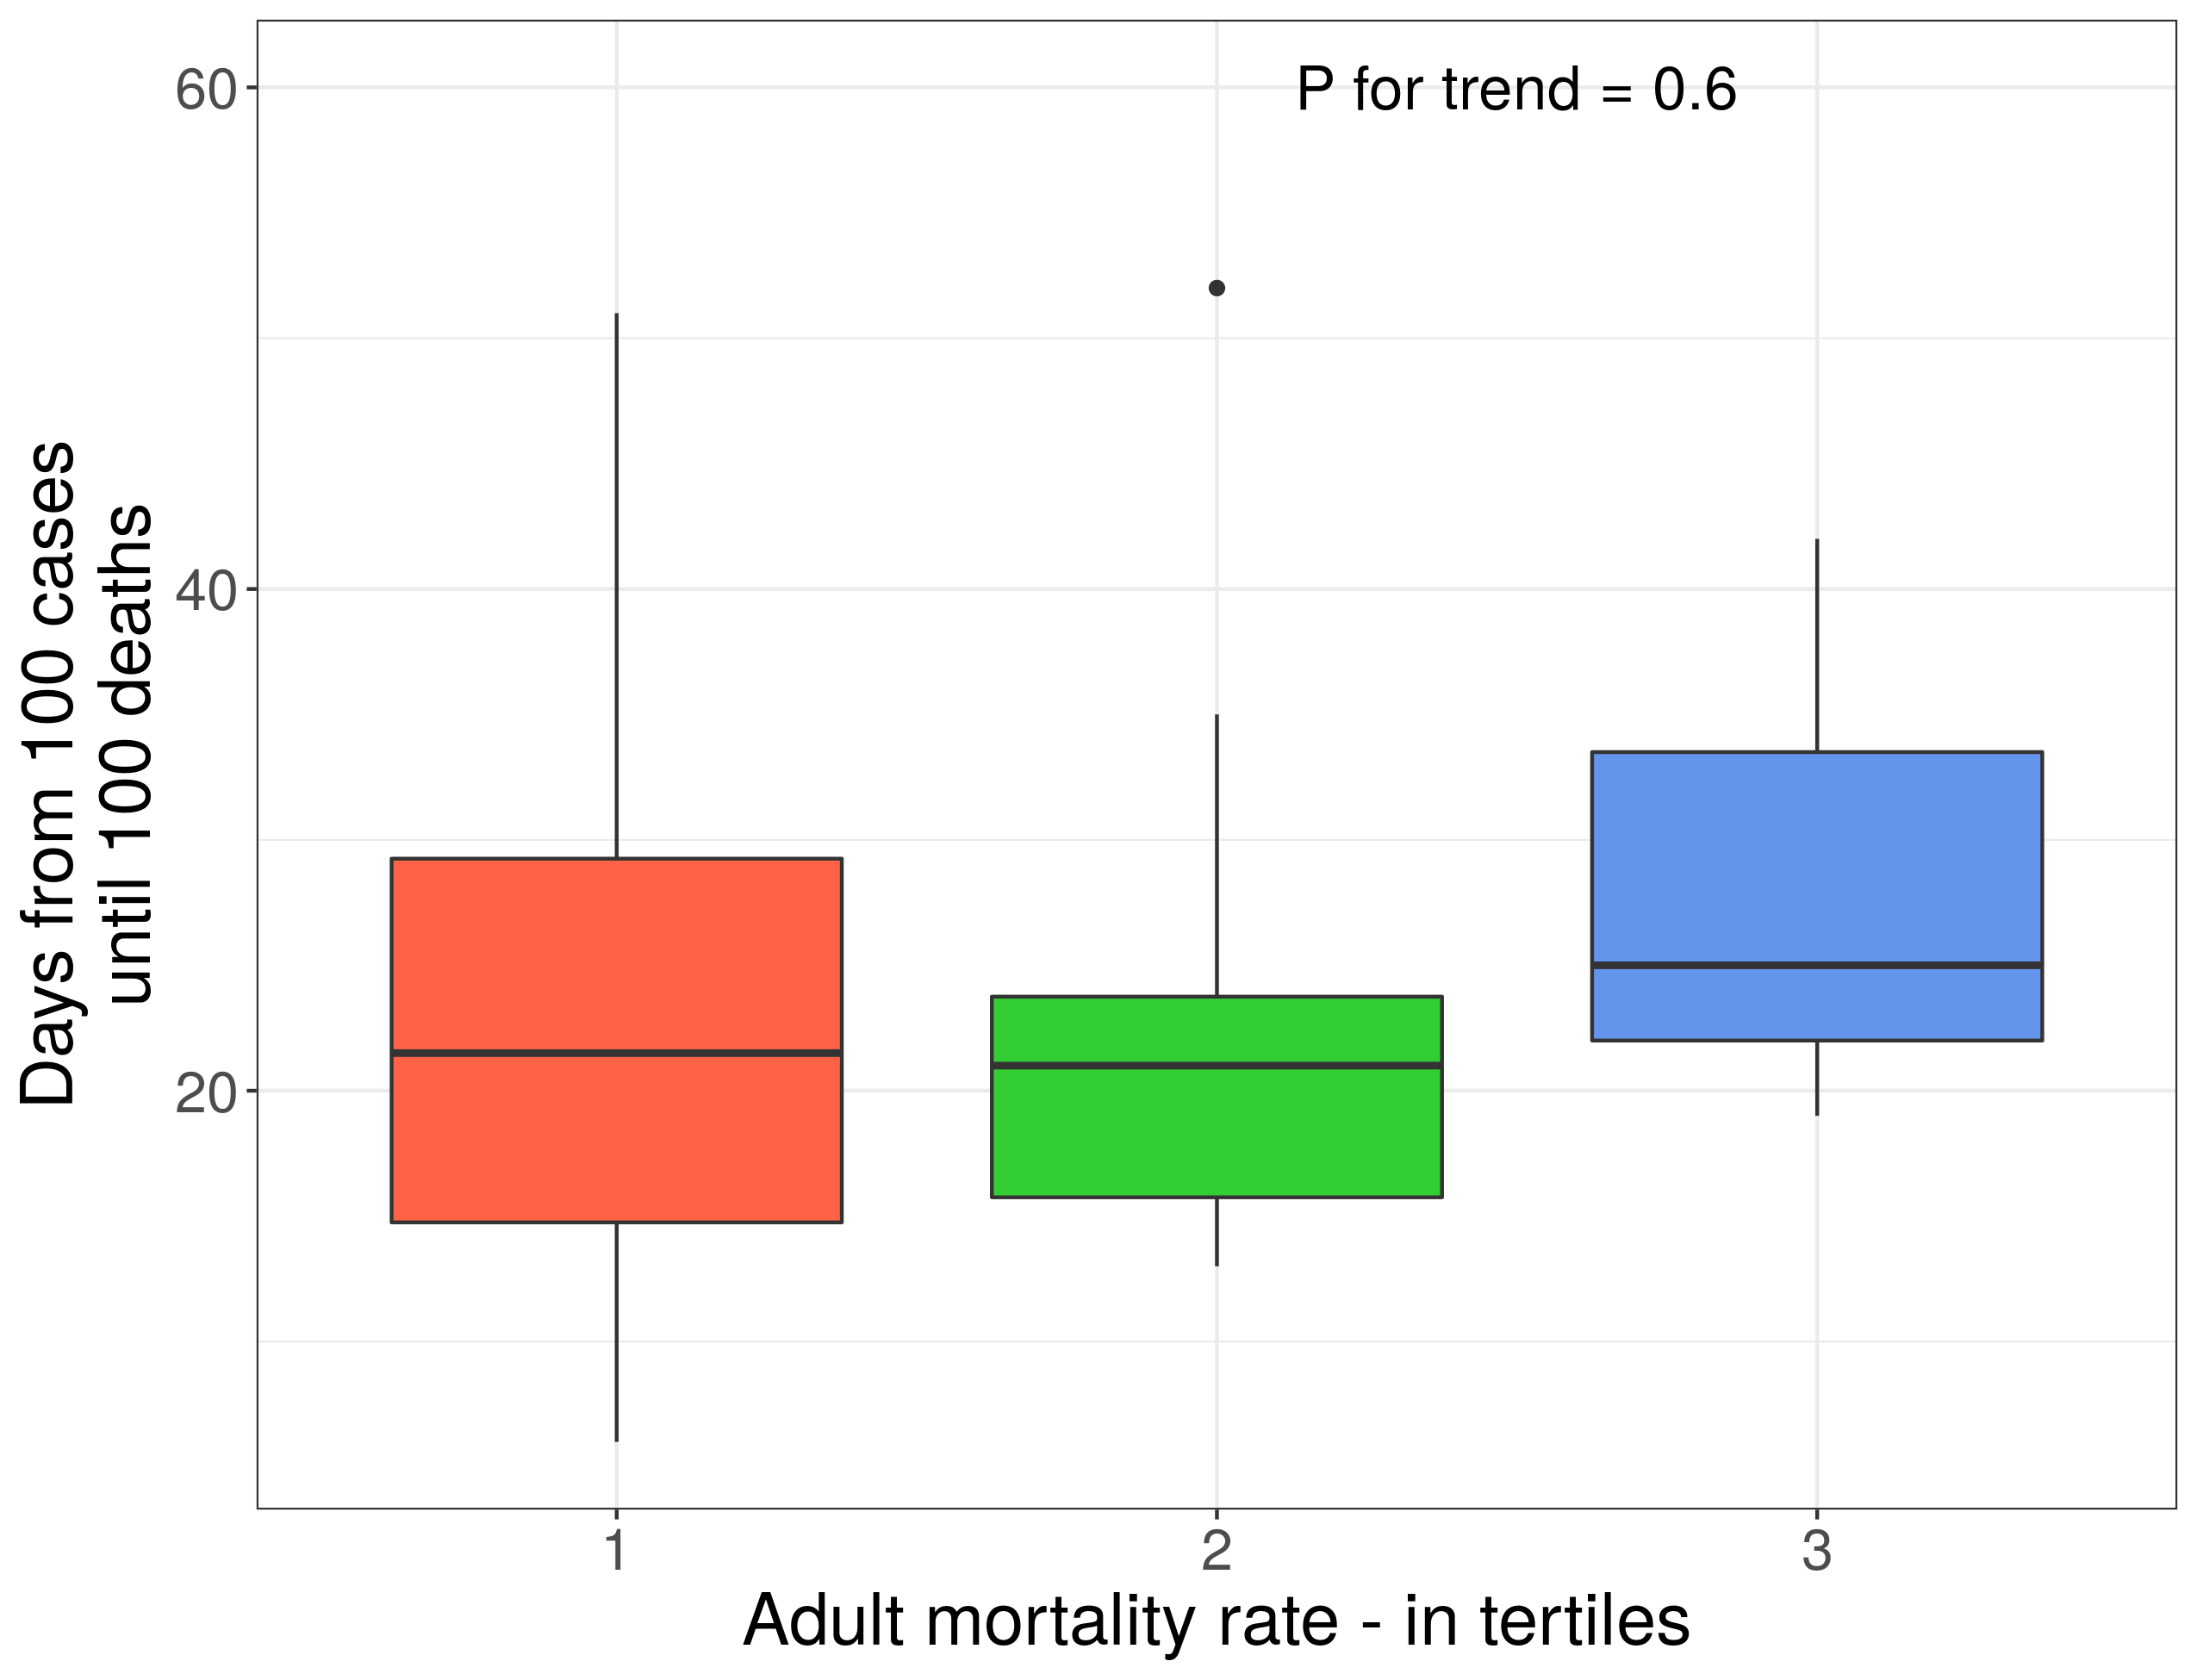 P for trend = 0.6
60
40
20
Days from 100 cases
until 100 deaths
1
2
3
Adult mortality rate - in tertiles